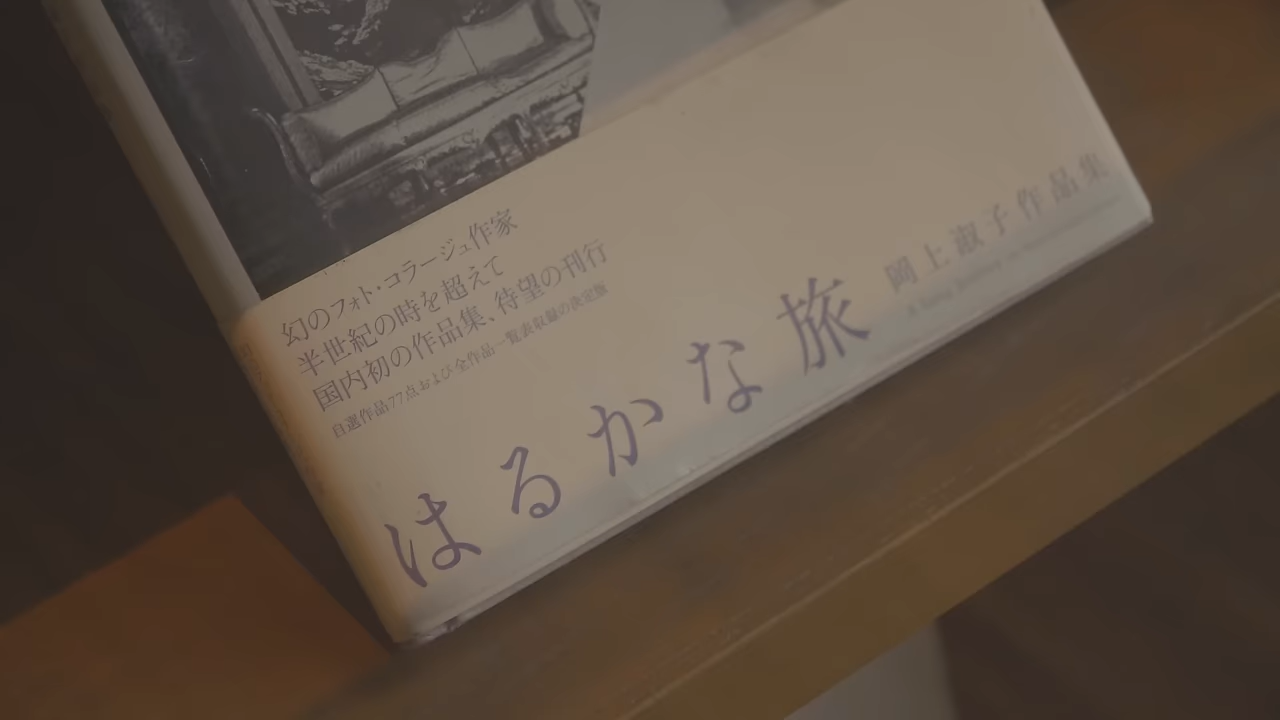 幻のフォト・コラージュ作家
半世紀の時を超えて
国内初の作品集、待望の刊行
自選作品77点および全作品一覧表収録の決定版
はるかな旅 岡上淑子作品集